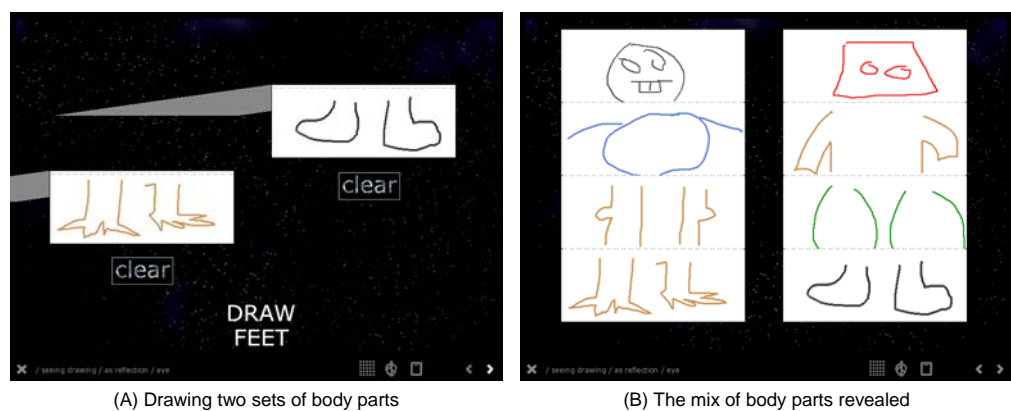 clear
clear
DRAW
FEET
/ seeing drawing / as reflection / eye
/ seeing drawing / as reflection / eye
(A) Drawing two sets of body parts
(B) The mix of body parts revealed